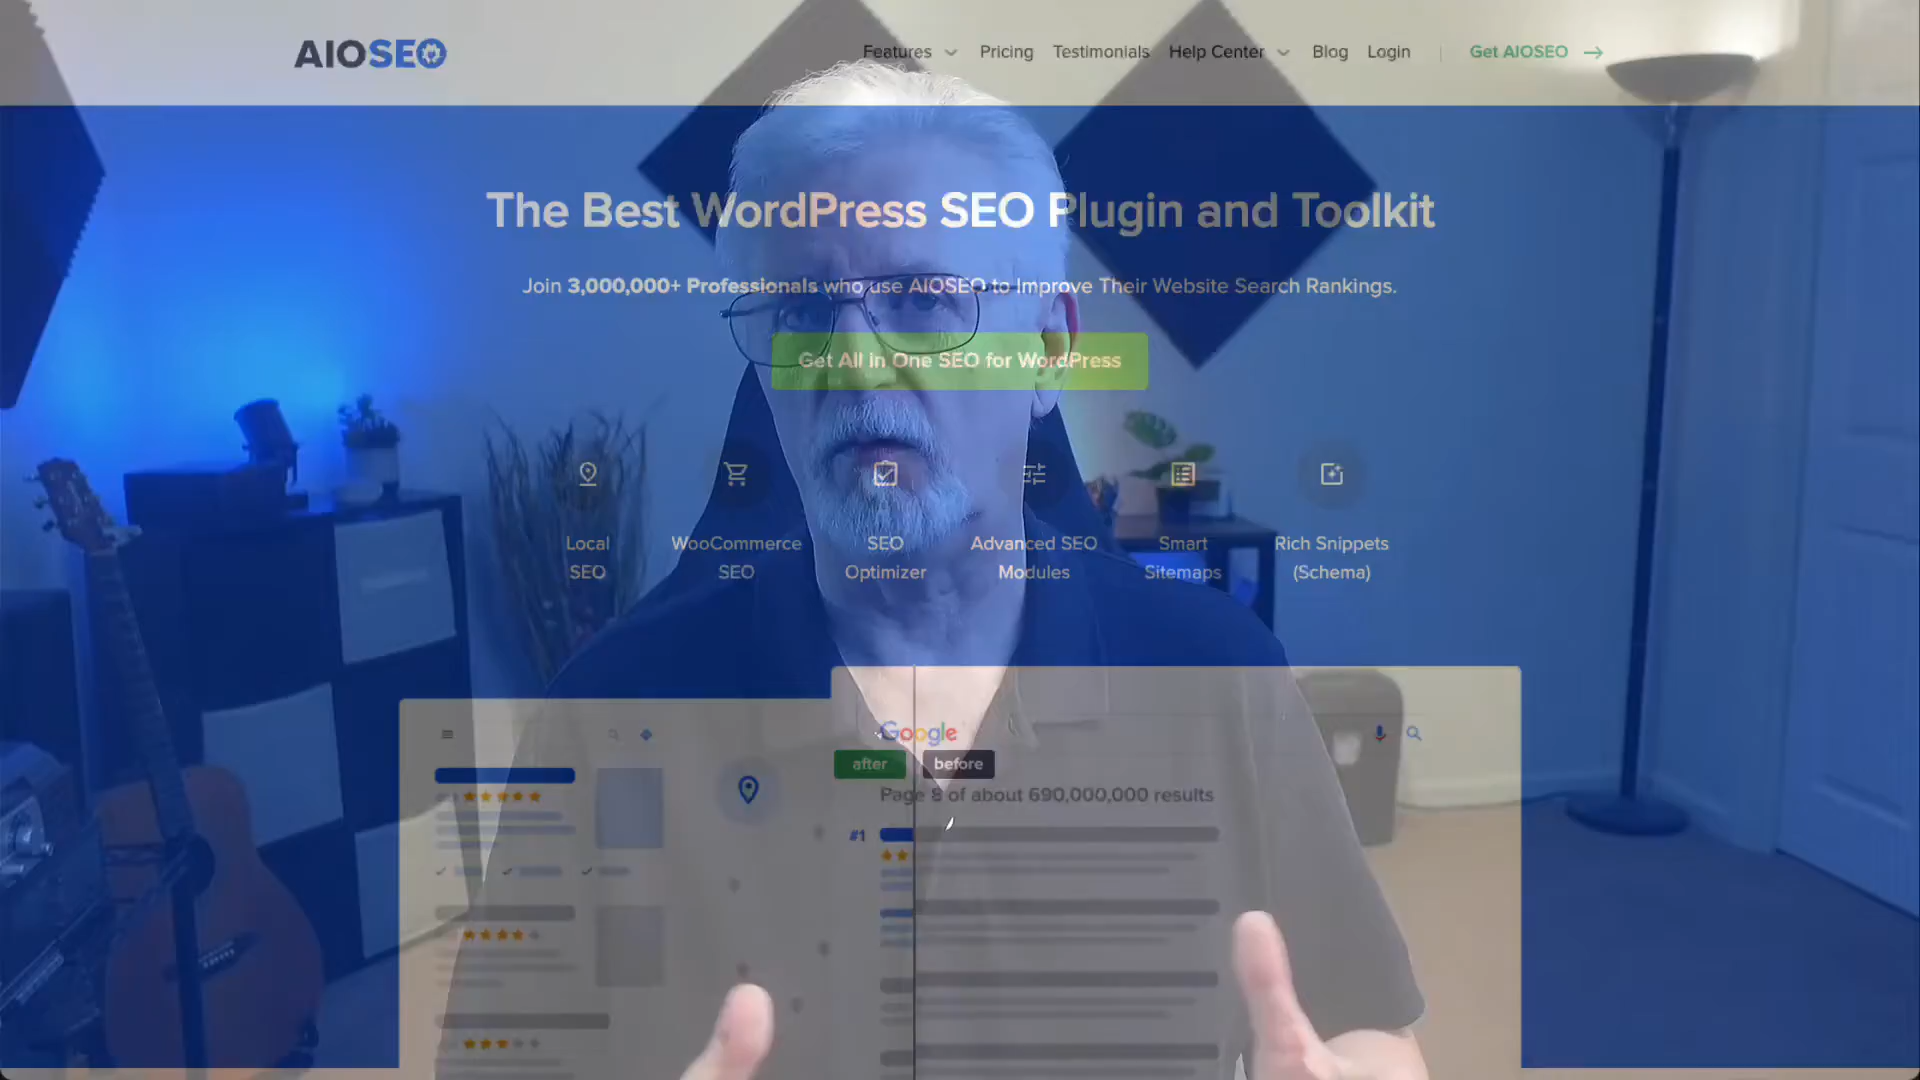 AIOSEO
Features Pricing Testimonials Help Center Blog Login Get AIOSEO →
The Best WordPress SEO Plugin and Toolkit
Join 3,000,000+ Professionals who use AIOSEO to Improve Their Website Search Rankings.
Get All in One SEO for WordPress
Local SEO
WooCommerce SEO
SEO Optimizer
Advanced SEO Modules
Smart Sitemaps
Rich Snippets (Schema)
Google
after before
Page 8 of about 690,000,000 results
#1